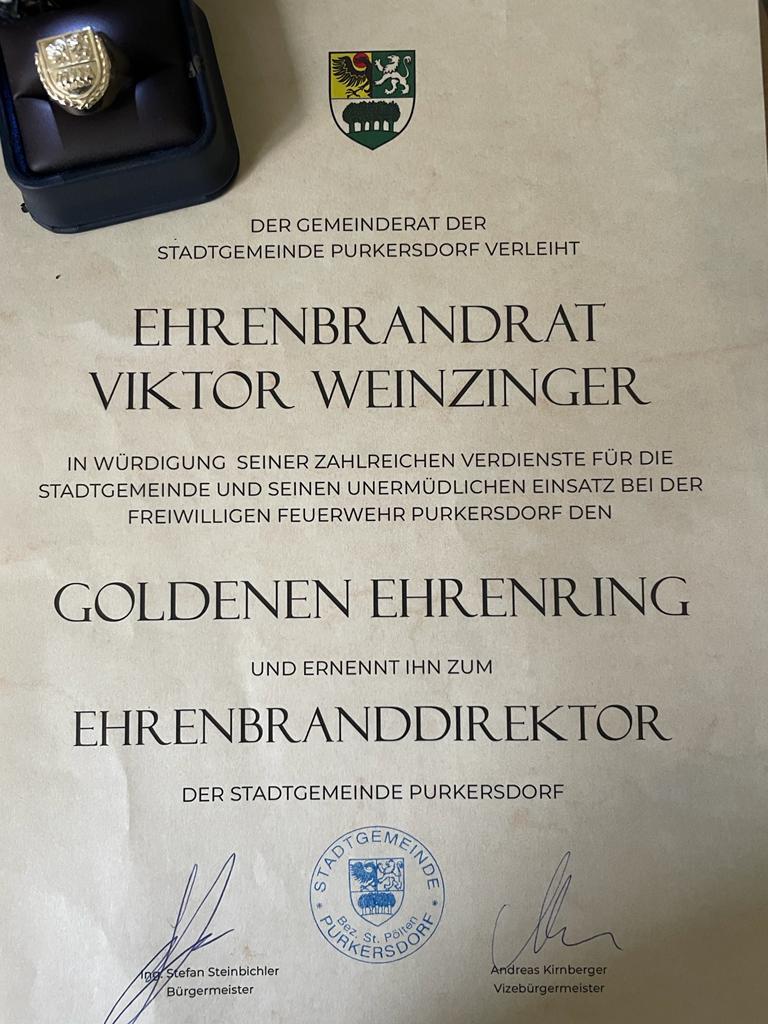 DER GEMEINDERAT DER
STADTGEMEINDE PURKERSDORF VERLEIHT
EHRENBRANDRAT
VIKTOR WEINZINGER
IN WÜRDIGUNG SEINER ZAHLREICHEN VERDIENSTE FÜR DIE
STADTGEMEINDE UND SEINEN UNERMÜDLICHEN EINSATZ BEI DER
FREIWILLIGEN FEUERWEHR PURKERSDORF DEN
GOLDENEN EHRENRING
UND ERNENNT IHN ZUM
EHRENBRANDDIREKTOR
DER STADTGEMEINDE PURKERSDORF
STADTGEMEINDE
Bez. St. Pölten
PURKERSDORF
Ing. Stefan Steinbichler
Bürgermeister
Andreas Kirnberger
Vizebürgermeister